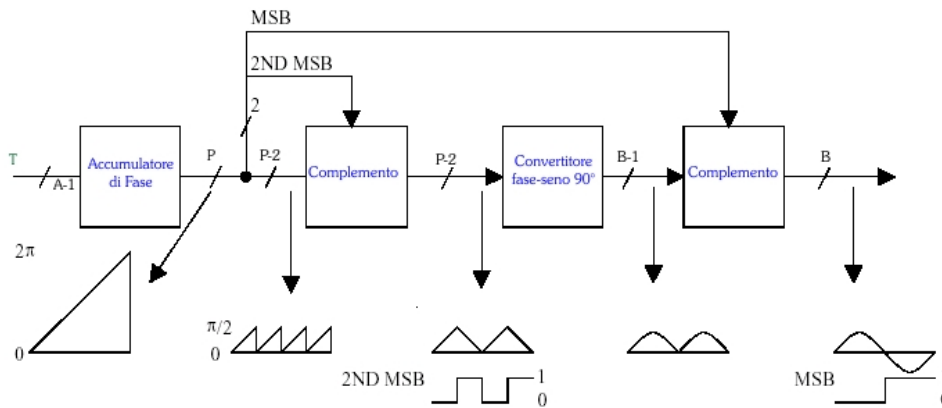 MSB
2ND MSB
2
T
A-1
Accumulatore
di Fase
P
P-2
Complemento
P-2
Convertitore
fase-seno 90°
B-1
Complemento
B
2π
0
π/2
0
2ND MSB
1
0
MSB